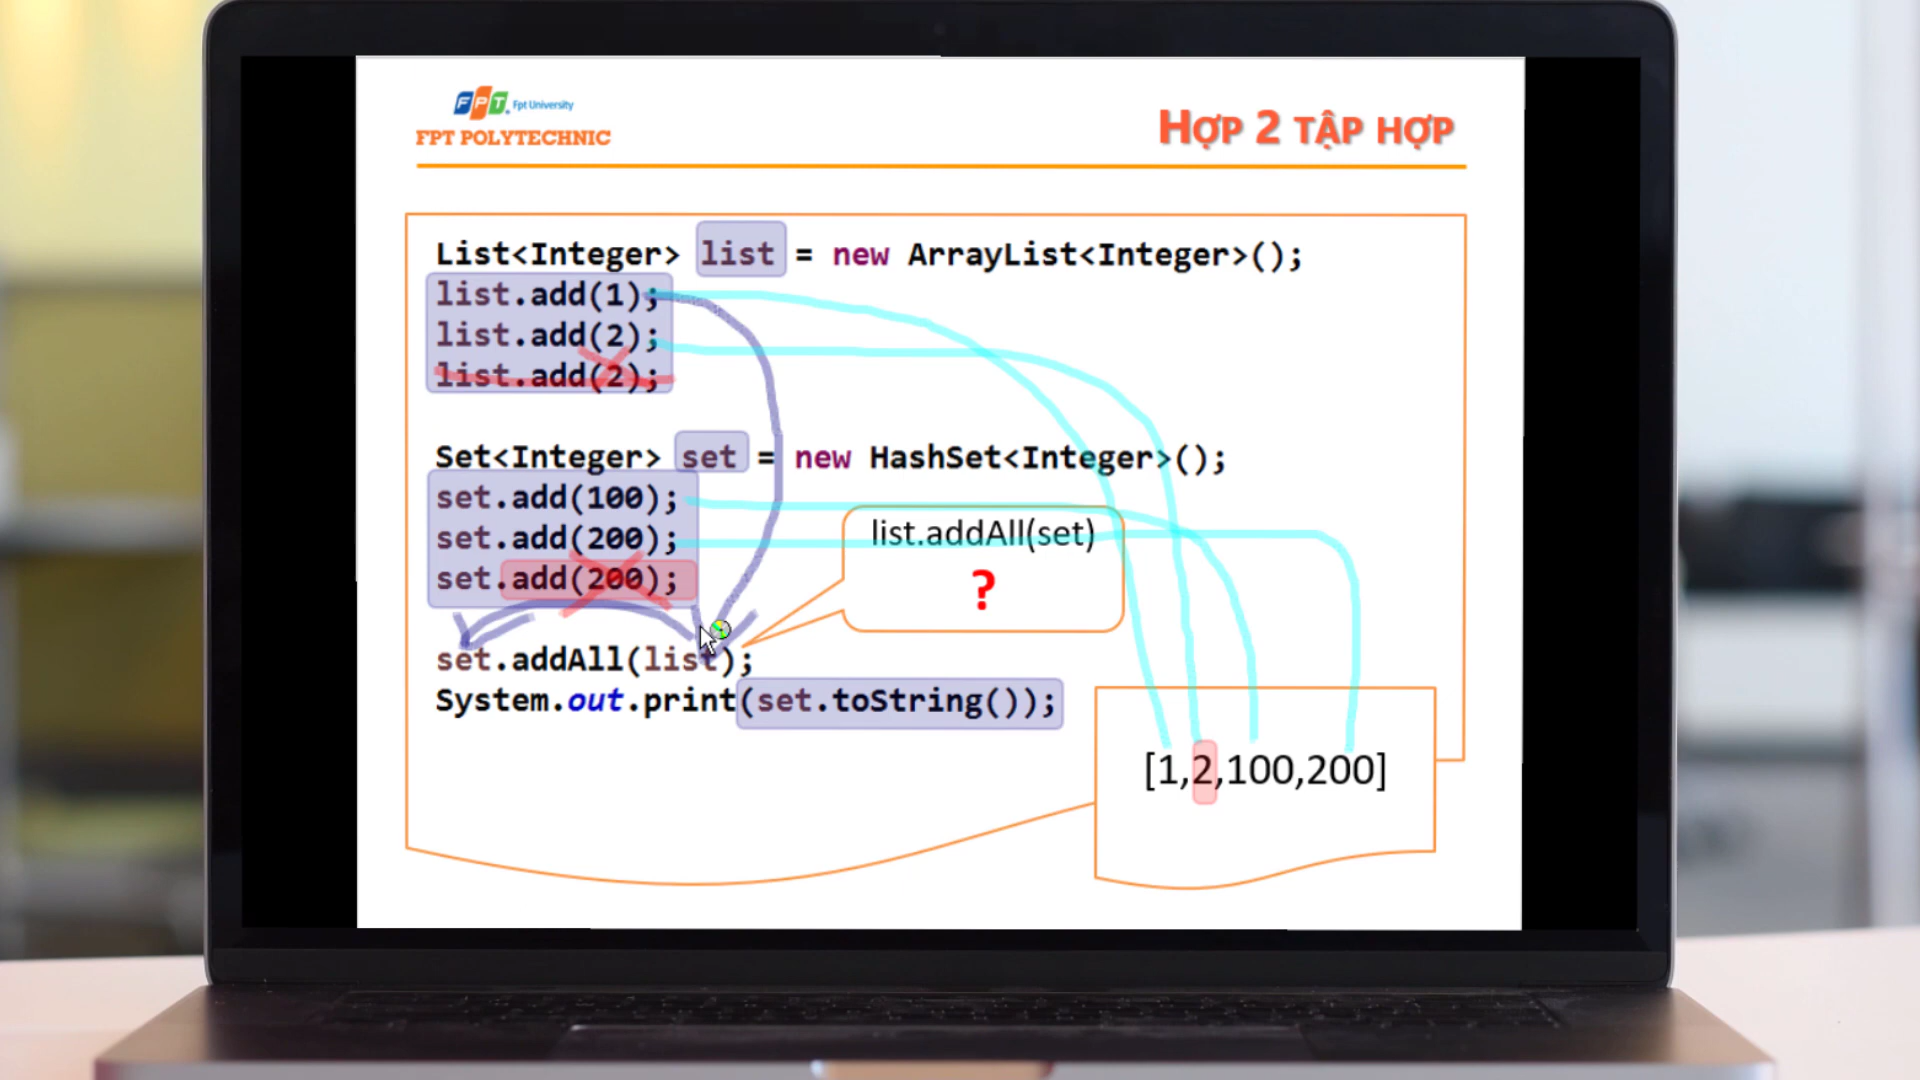 FPT Fpt University
FPT POLYTECHNIC
HỢP 2 TẬP HỢP
List<Integer> list = new ArrayList<Integer>();
list.add(1);
list.add(2);
list.add(2);
Set<Integer> set = new HashSet<Integer>();
set.add(100);
set.add(200);
set.add(200);
list.addAll(set)
?
set.addAll(list);
System.out.print(set.toString());
[1,2,100,200]